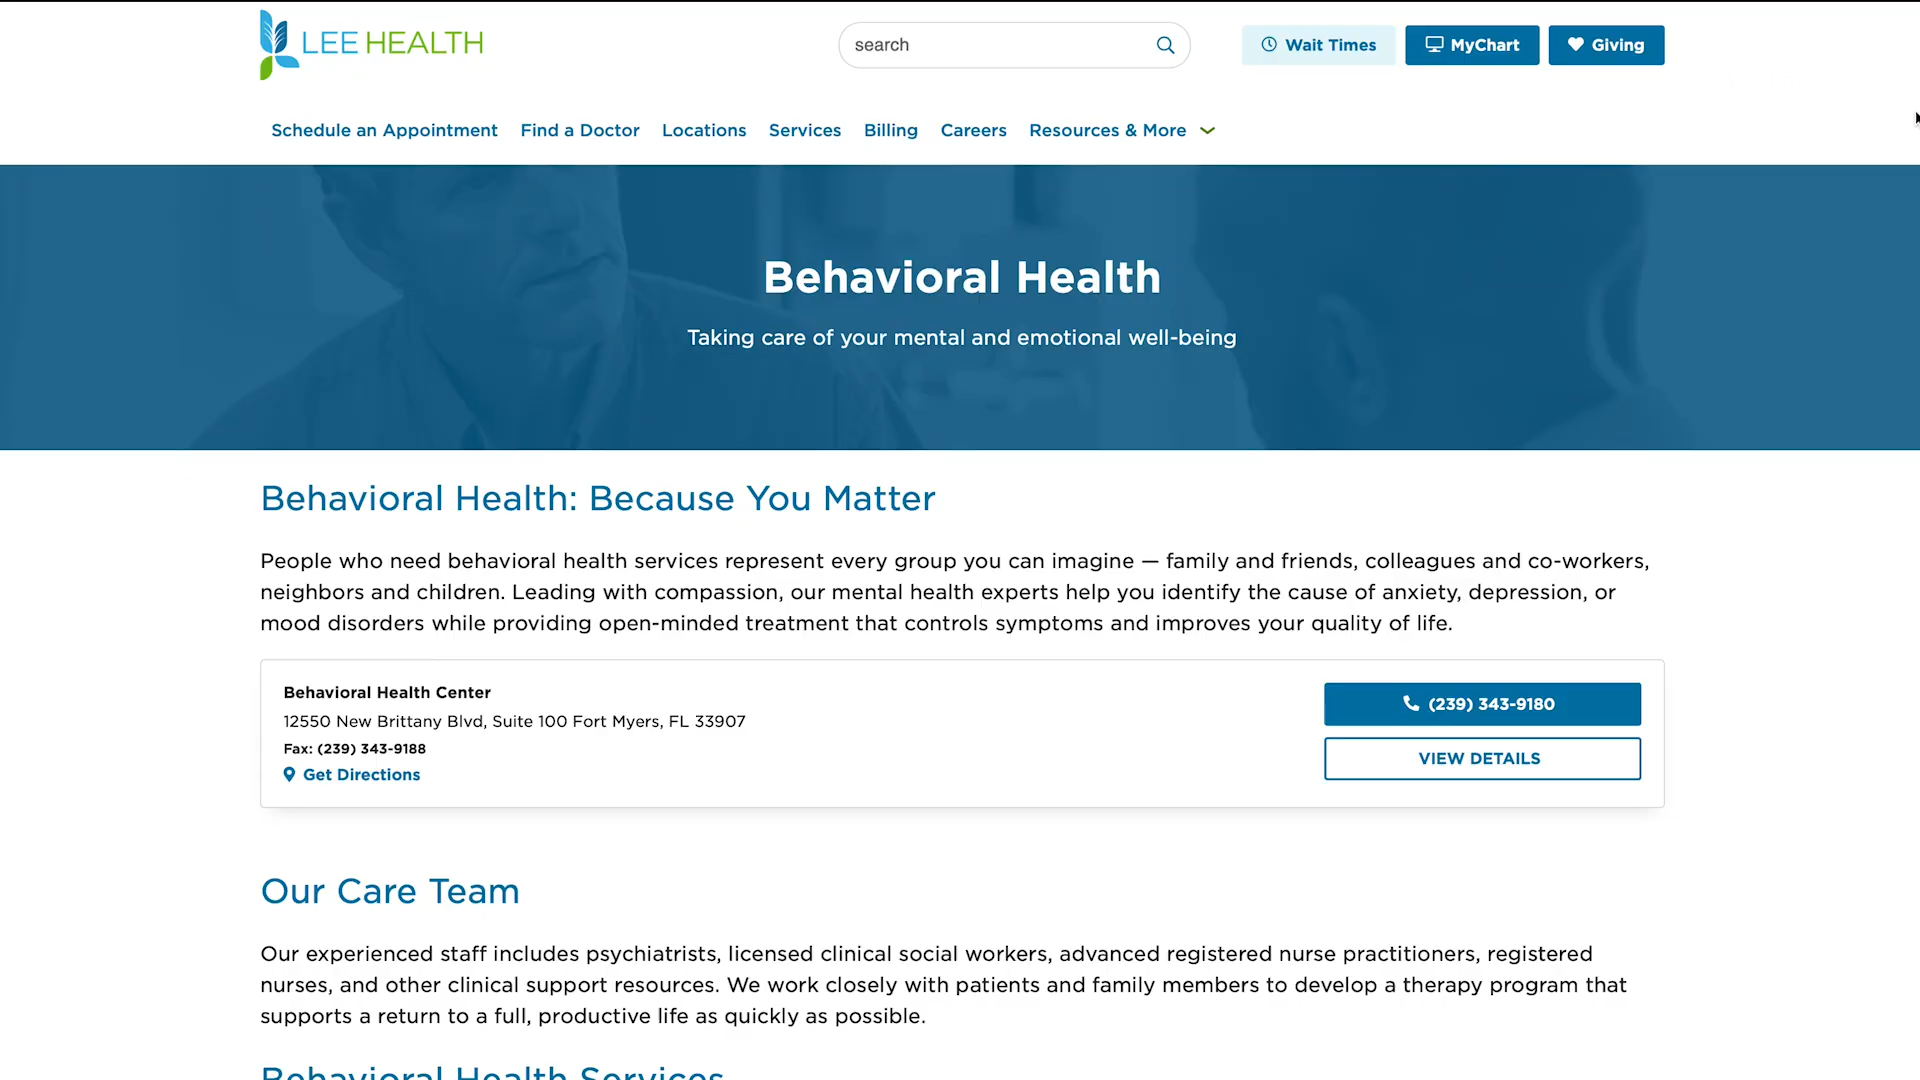 LEE HEALTH
search
Wait Times
MyChart
Giving
Schedule an Appointment
Find a Doctor
Locations
Services
Billing
Careers
Resources & More
Behavioral Health
Taking care of your mental and emotional well-being
Behavioral Health: Because You Matter
People who need behavioral health services represent every group you can imagine — family and friends, colleagues and co-workers,
neighbors and children. Leading with compassion, our mental health experts help you identify the cause of anxiety, depression, or
mood disorders while providing open-minded treatment that controls symptoms and improves your quality of life.
Behavioral Health Center
12550 New Brittany Blvd, Suite 100 Fort Myers, FL 33907
Fax: (239) 343-9188
Get Directions
(239) 343-9180
VIEW DETAILS
Our Care Team
Our experienced staff includes psychiatrists, licensed clinical social workers, advanced registered nurse practitioners, registered
nurses, and other clinical support resources. We work closely with patients and family members to develop a therapy program that
supports a return to a full, productive life as quickly as possible.
Behavioral Health Services